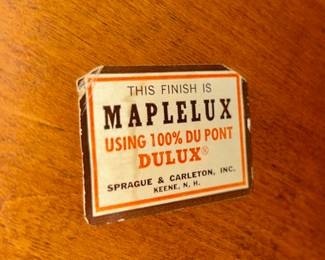 THIS FINISH IS
MAPLELUX
USING 100% DU PONT
DULUX®
SPRAGUE & CARLETON, INC.
KEENE, N. H.